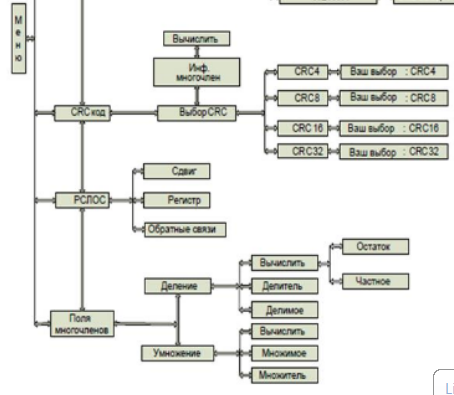 Меню
Вычислить
Инф.
многочлен
CRC код
Выбор CRC
CRC4
Ваш выбор : CRC4
CRC8
Ваш выбор : CRC8
CRC16
Ваш выбор : CRC16
CRC32
Ваш выбор : CRC32
РСЛОС
Сдвиг
Регистр
Обратные связи
Поля
многочленов
Деление
Вычислить
Остаток
Частное
Делитель
Делимое
Умножение
Вычислить
Множимое
Множитель
Li